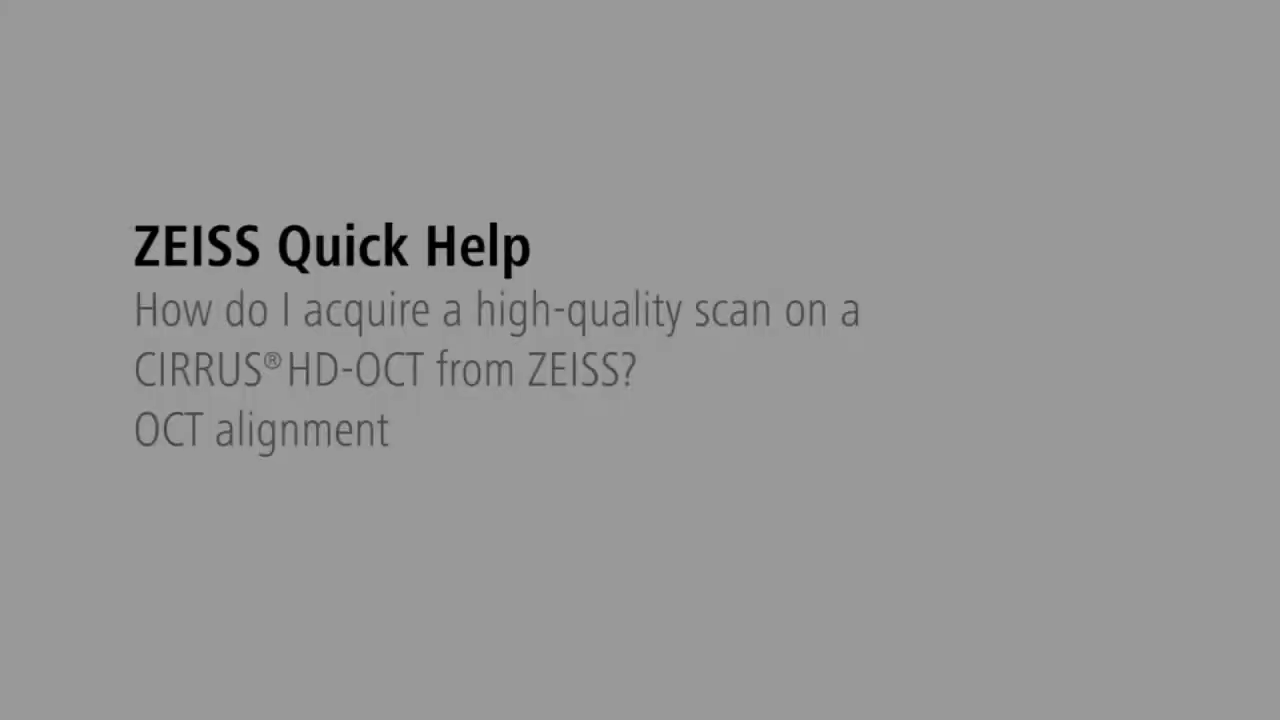 ZEISS Quick Help
How do I acquire a high-quality scan on a
CIRRUS® HD-OCT from ZEISS?
OCT alignment